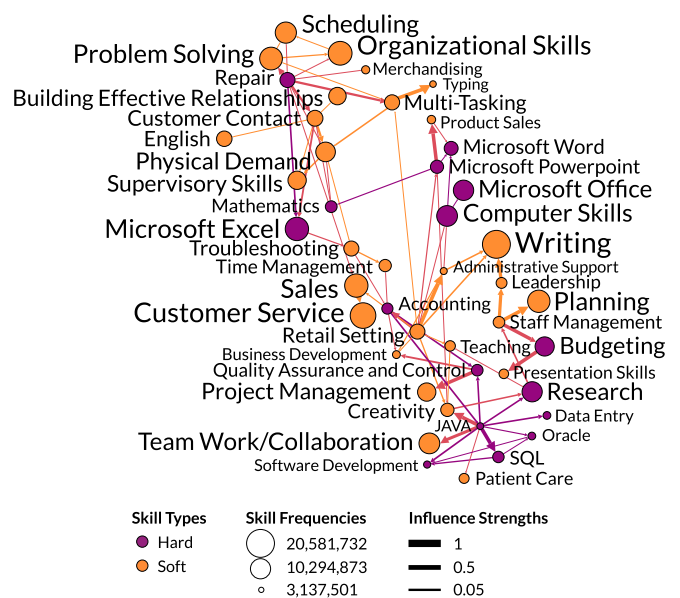 Scheduling
Organizational Skills
Problem Solving
Merchandising
Repair
Typing
Building Effective Relationships
Multi-Tasking
Customer Contact
Product Sales
English
Microsoft Word
Physical Demand
Microsoft Powerpoint
Supervisory Skills
Microsoft Office
Mathematics
Computer Skills
Microsoft Excel
Writing
Troubleshooting
Time Management
Administrative Support
Leadership
Sales
Planning
Accounting
Customer Service
Staff Management
Retail Setting
Teaching
Budgeting
Business Development
Quality Assurance and Control
Presentation Skills
Project Management
Research
Creativity
Data Entry
JAVA
Oracle
Team Work/Collaboration
SQL
Software Development
Patient Care
Skill Types
Hard
Soft
Skill Frequencies
20,581,732
10,294,873
3,137,501
Influence Strengths
1
0.5
0.05